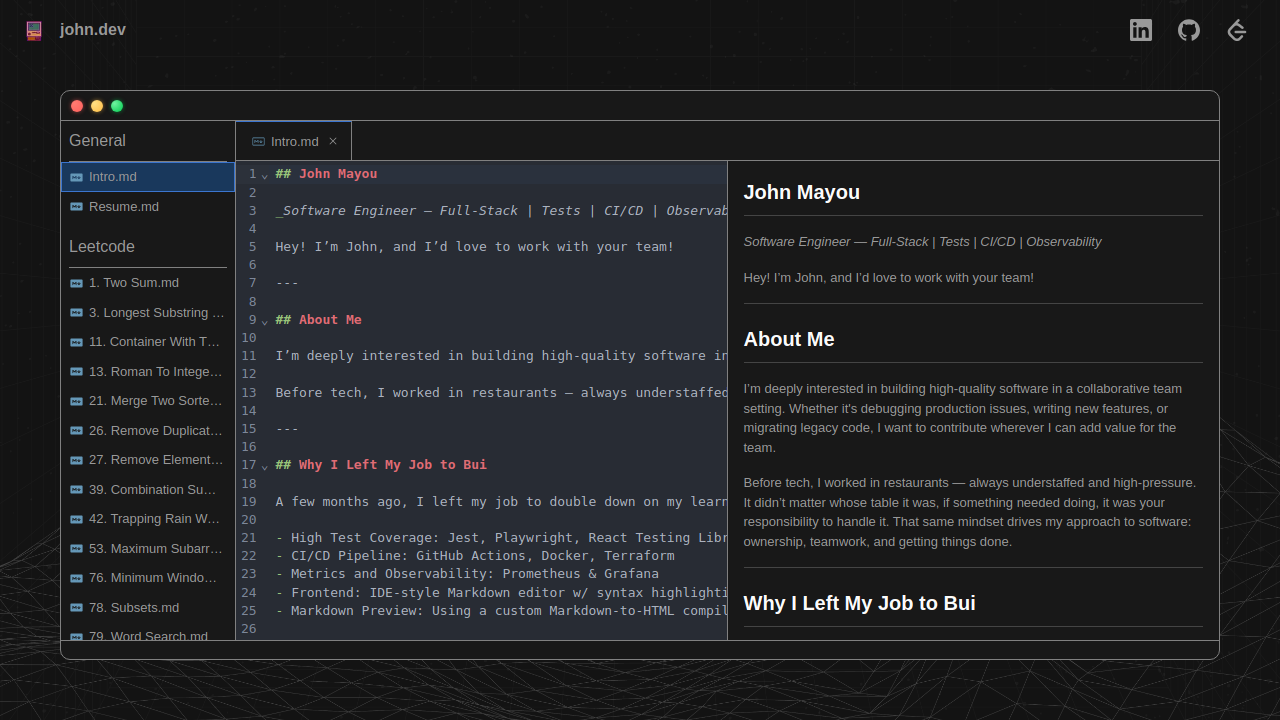 john.dev
General
Intro.md
Resume.md
Leetcode
1. Two Sum.md
3. Longest Substring ...
11. Container With T...
13. Roman To Intege...
21. Merge Two Sorte...
26. Remove Duplicat...
27. Remove Element...
39. Combination Su...
42. Trapping Rain W...
53. Maximum Subarr...
76. Minimum Windo...
78. Subsets.md
79. Word Search.md
Intro.md
1 ## John Mayou
2
3 _Software Engineer — Full-Stack | Tests | CI/CD | Observab
4
5 Hey! I’m John, and I’d love to work with your team!
6
7 ---
8
9 ## About Me
10
11 I’m deeply interested in building high-quality software in
12
13 Before tech, I worked in restaurants — always understaffed
14
15 ---
16
17 ## Why I Left My Job to Bui
18
19 A few months ago, I left my job to double down on my learn
20
21 - High Test Coverage: Jest, Playwright, React Testing Libr
22 - CI/CD Pipeline: GitHub Actions, Docker, Terraform
23 - Metrics and Observability: Prometheus & Grafana
24 - Frontend: IDE-style Markdown editor w/ syntax highlighti
25 - Markdown Preview: Using a custom Markdown-to-HTML compil
26
John Mayou
Software Engineer — Full-Stack | Tests | CI/CD | Observability
Hey! I’m John, and I’d love to work with your team!
About Me
I’m deeply interested in building high-quality software in a collaborative team
setting. Whether it's debugging production issues, writing new features, or
migrating legacy code, I want to contribute wherever I can add value for the
team.
Before tech, I worked in restaurants — always understaffed and high-pressure.
It didn’t matter whose table it was, if something needed doing, it was your
responsibility to handle it. That same mindset drives my approach to software:
ownership, teamwork, and getting things done.
Why I Left My Job to Bui